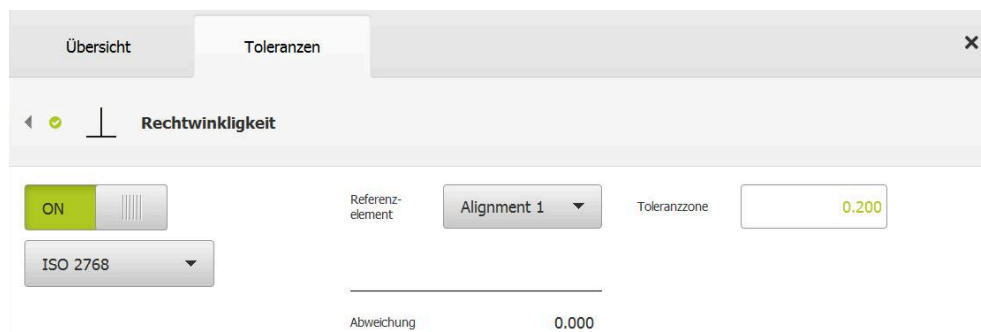 Übersicht
Toleranzen
Rechtwinkligkeit
ON
Referenz-
element
Alignment 1
Toleranzzone
0.200
ISO 2768
Abweichung
0.000